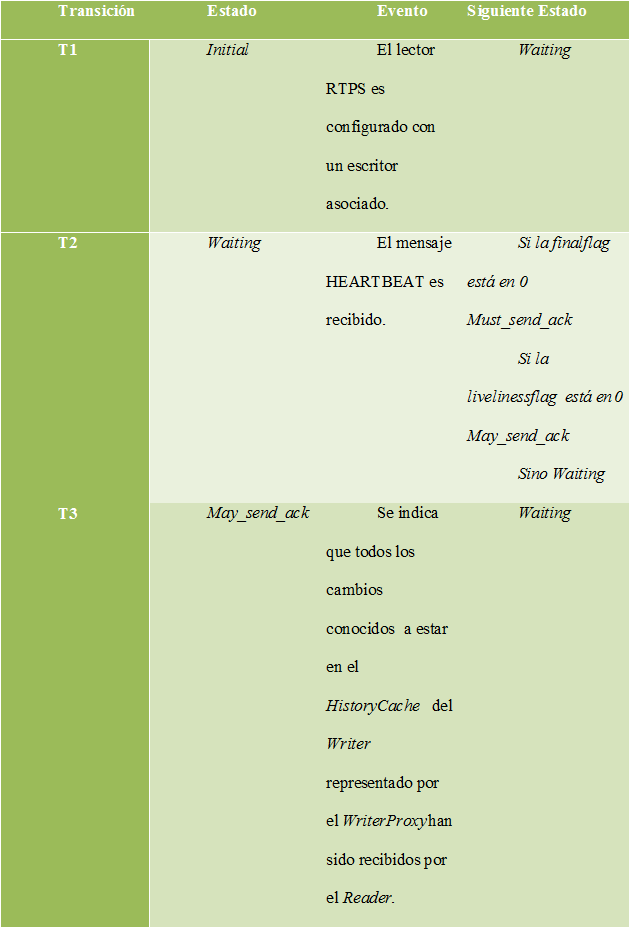 Transición Estado Evento Siguiente Estado
T1 Initial El lector Waiting
RTPS es
configurado con
un escritor
asociado.
T2 Waiting El mensaje Si la finalflag
HEARTBEAT es está en 0
recibido. Must_send_ack
Si la
livelinessflag está en 0
May_send_ack
Sino Waiting
T3 May_send_ack Se indica Waiting
que todos los
cambios
conocidos a estar
en el
HistoryCache del
Writer
representado por
el WriterProxyhan
sido recibidos por
el Reader.